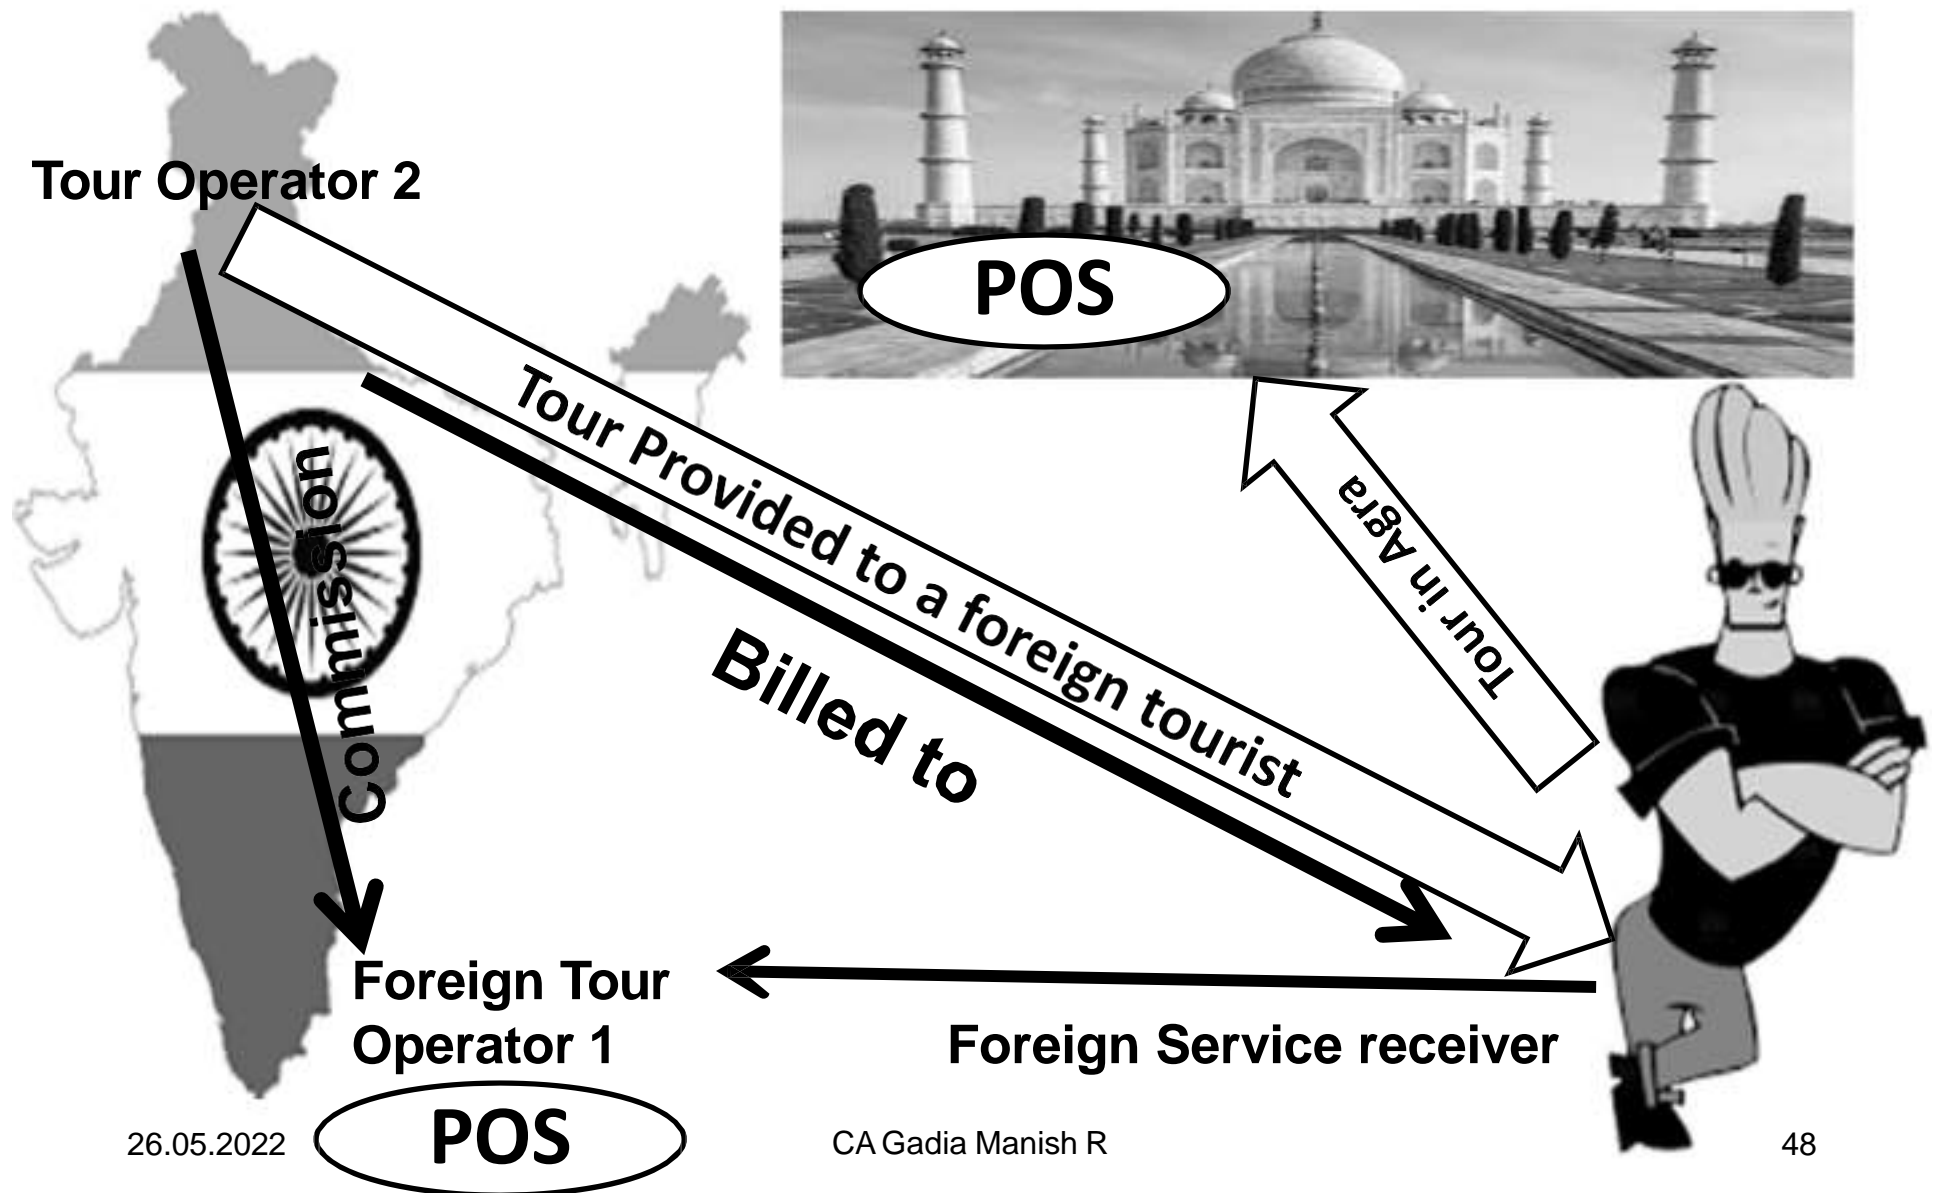 Tour Operator 2
POS
Tour Provided to a foreign tourist
Tour in Agra
Commission
Billed to
Foreign Tour
Operator 1
Foreign Service receiver
POS
26.05.2022
CA Gadia Manish R
48